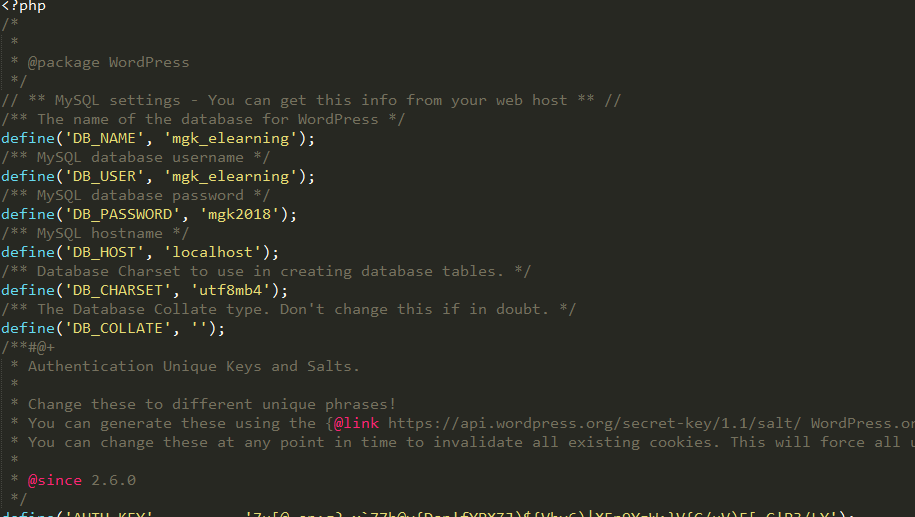 <?php
/*
*
* @package WordPress
*/
// ** MySQL settings - You can get this info from your web host ** //
/** The name of the database for WordPress */
define('DB_NAME', 'mgk_elearning');
/** MySQL database username */
define('DB_USER', 'mgk_elearning');
/** MySQL database password */
define('DB_PASSWORD', 'mgk2018');
/** MySQL hostname */
define('DB_HOST', 'localhost');
/** Database Charset to use in creating database tables. */
define('DB_CHARSET', 'utf8mb4');
/** The Database Collate type. Don't change this if in doubt. */
define('DB_COLLATE', '');
/**#@+
* Authentication Unique Keys and Salts.
*
* Change these to different unique phrases!
* You can generate these using the {@link https://api.wordpress.org/secret-key/1.1/salt/ WordPress.or
* You can change these at any point in time to invalidate all existing cookies. This will force all u
*
* @since 2.6.0
*/
define('AUTH_KEY',